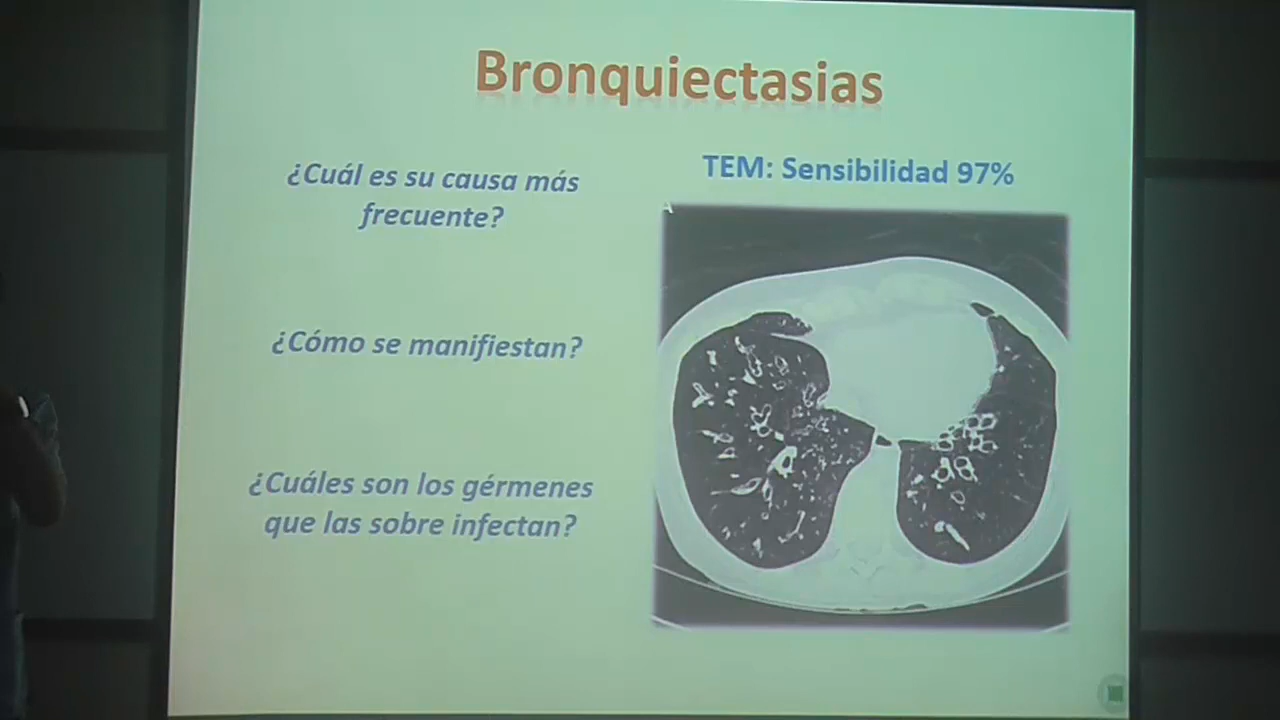 Bronquiectasias
¿Cuál es su causa más
frecuente?
TEM: Sensibilidad 97%
¿Cómo se manifiestan?
¿Cuáles son los gérmenes
que las sobre infectan?